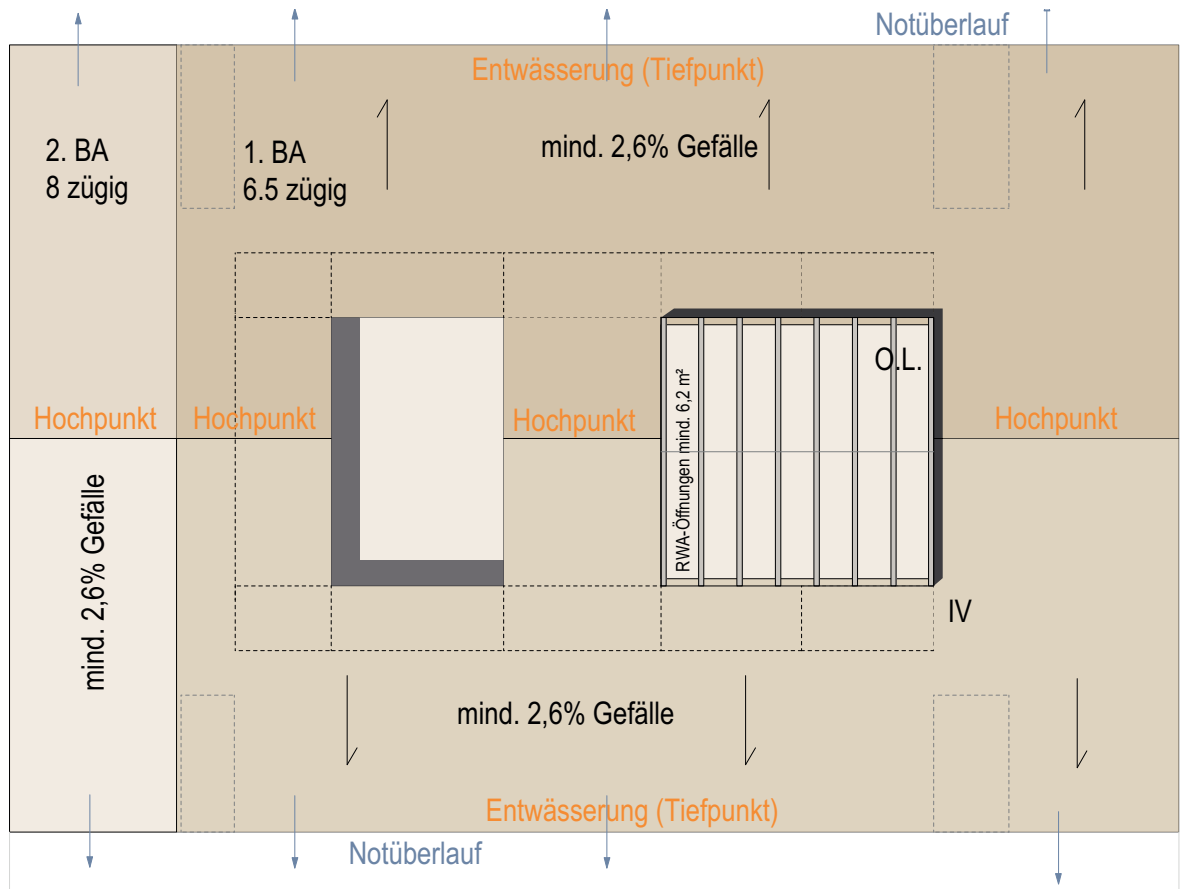 Notüberlauf
Entwässerung (Tiefpunkt)
2. BA
8 zügig
1. BA
6.5 zügig
mind. 2,6% Gefälle
O.L.
RWA-Öffnungen mind. 6,2 m²
Hochpunkt
Hochpunkt
Hochpunkt
Hochpunkt
mind. 2,6% Gefälle
IV
mind. 2,6% Gefälle
Entwässerung (Tiefpunkt)
Notüberlauf